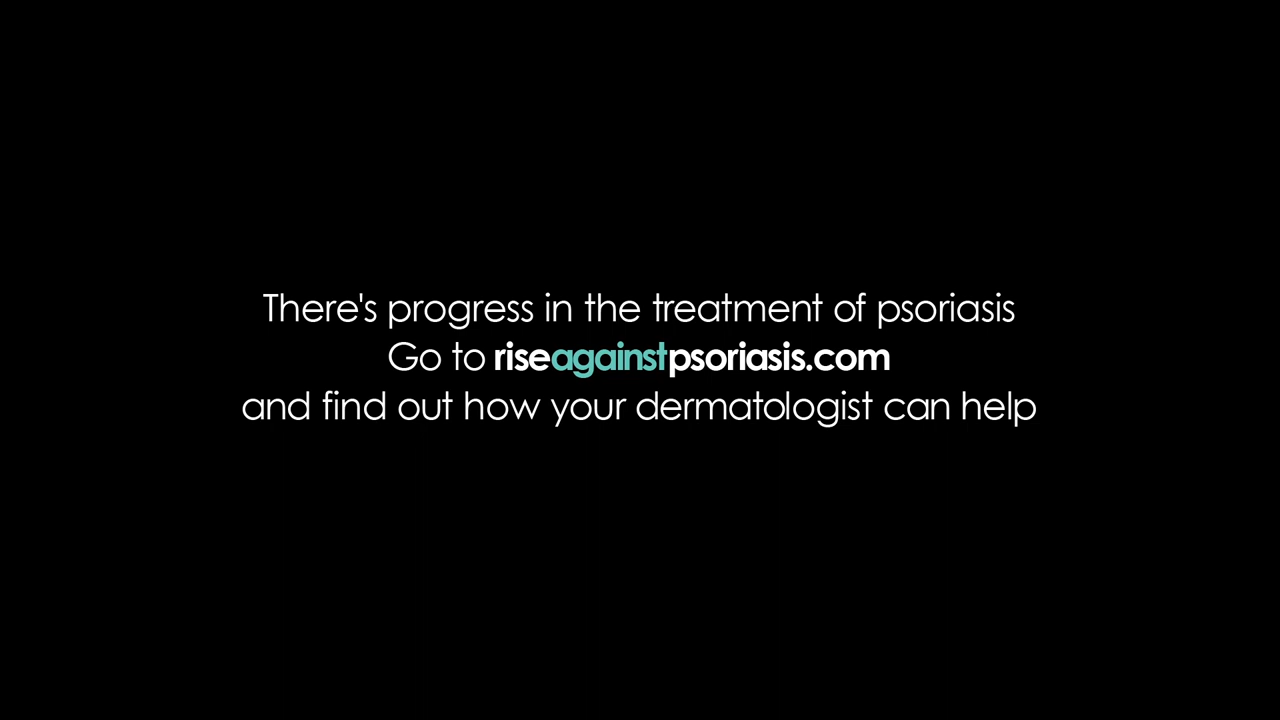 There's progress in the treatment of psoriasis
Go to riseagainstpsoriasis.com
and find out how your dermatologist can help